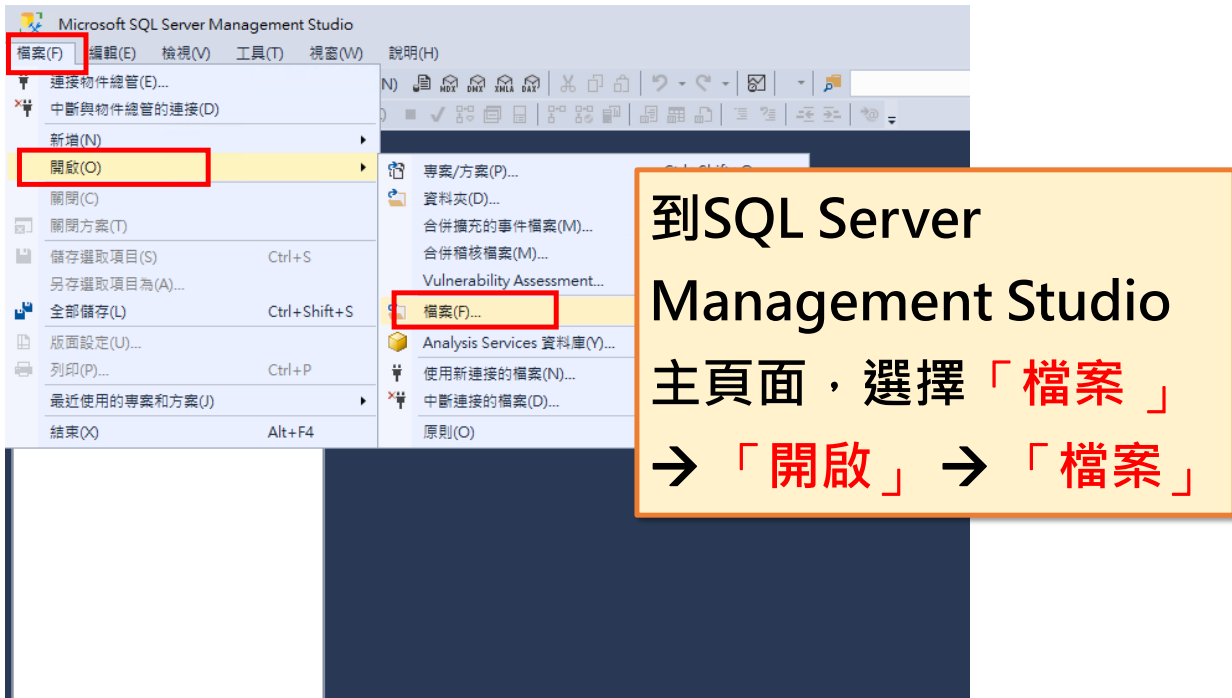 Microsoft SQL Server Management Studio
檔案(F) 編輯(E) 檢視(V) 工具(T) 視窗(W) 說明(H)
連接物件總管(E)...
中斷與物件總管的連接(D)
新增(N)
開啟(O)
關閉(C)
關閉方案(T)
儲存選取項目(S) Ctrl+S
另存選取項目為(A)...
全部儲存(L) Ctrl+Shift+S
版面設定(U)...
列印(P)... Ctrl+P
最近使用的專案和方案(J)
結束(X) Alt+F4
N)
MDX DMX XMLA DAX
專案/方案(P)...
資料夾(D)...
合併擴充的事件檔案(M)...
合併稽核檔案(M)...
Vulnerability Assessment...
檔案(F)...
Analysis Services 資料庫(Y)...
使用新連接的檔案(N)...
中斷連接的檔案(D)...
原則(O)
到SQL Server
Management Studio
主頁面，選擇「檔案 」
→「開啟」→「檔案」